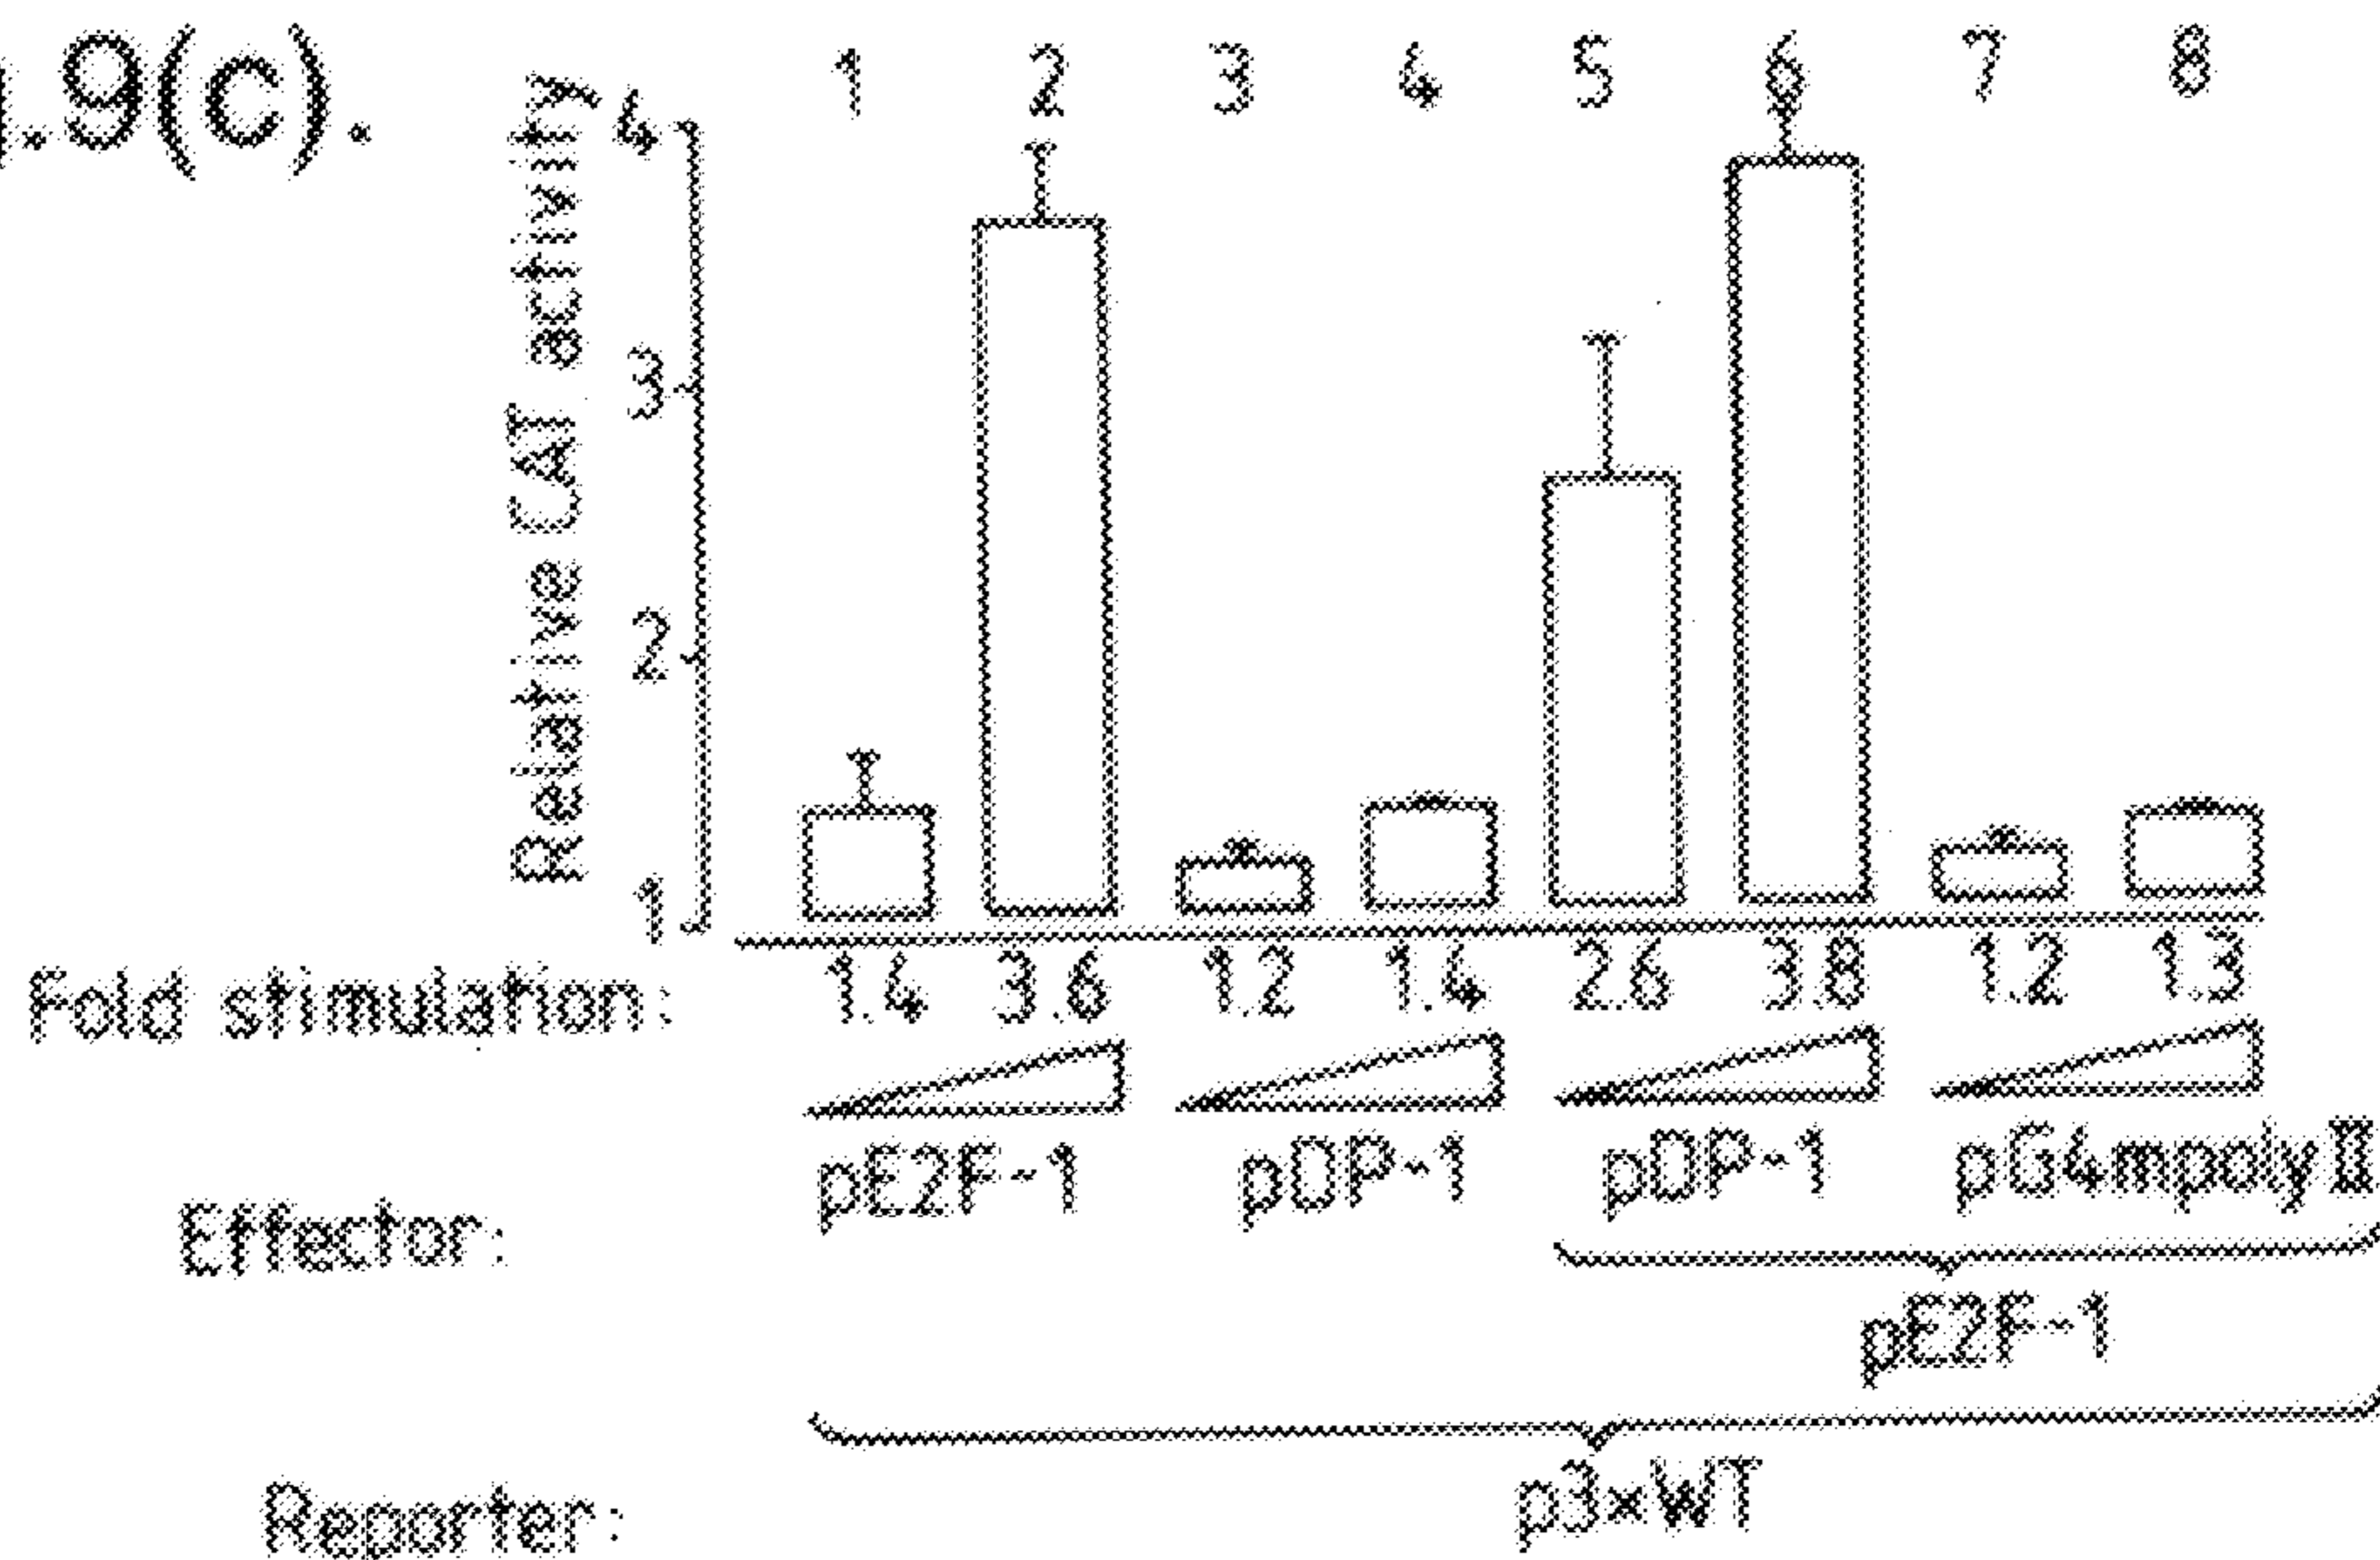 .9(c).
1 2 3 4 5 6 7 8
Relative CAT activity
4
3
2
1
Fold stimulation: 1.4 3.6 1.2 1.4 2.6 3.8 1.2 1.3
pE2F-1 pDP-1 pDP-1 pG4mpolyII
Effector:
pE2F-1
p3×WT
Reporter: